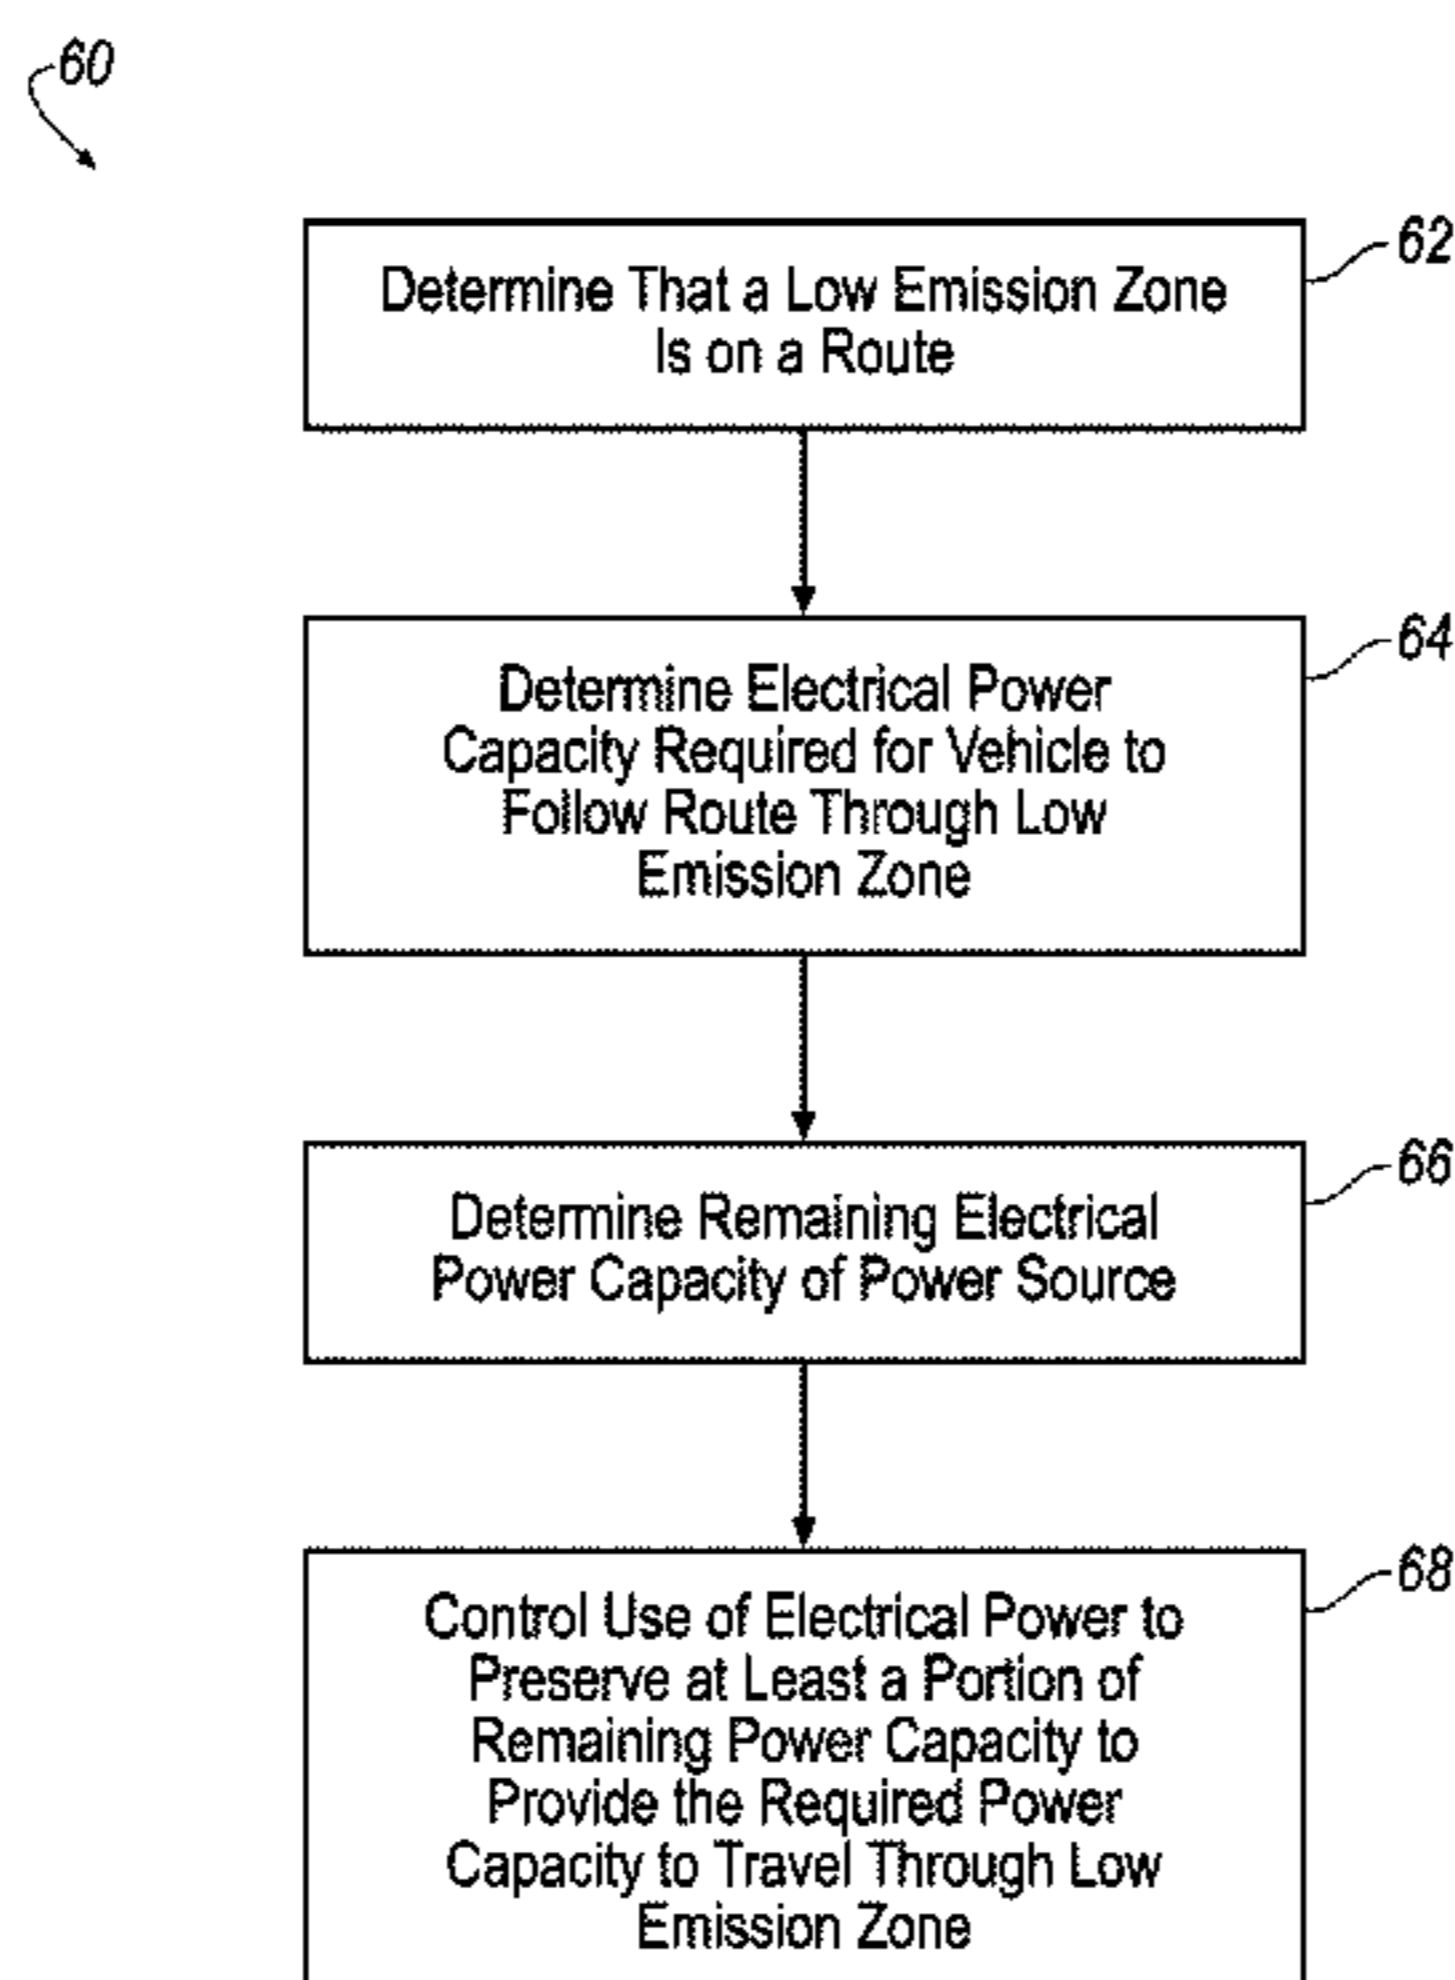 60
Determine That a Low Emission Zone
Is on a Route
62
Determine Electrical Power
Capacity Required for Vehicle to
Follow Route Through Low
Emission Zone
64
Determine Remaining Electrical
Power Capacity of Power Source
66
Control Use of Electrical Power to
Preserve at Least a Portion of
Remaining Power Capacity to
Provide the Required Power
Capacity to Travel Through Low
Emission Zone
68